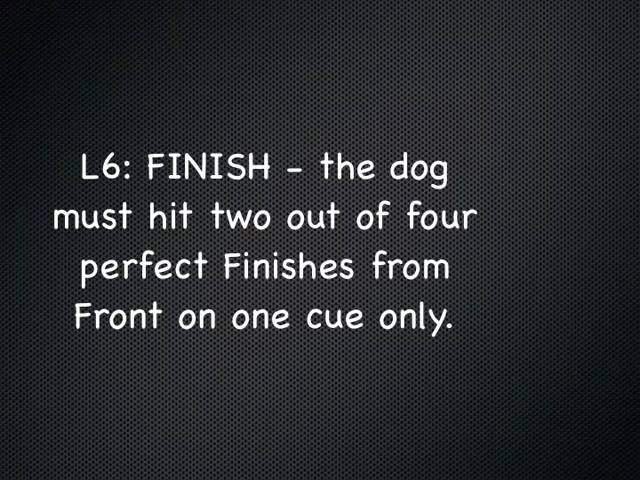 L6: FINISH - the dog
must hit two out of four
perfect Finishes from
Front on one cue only.